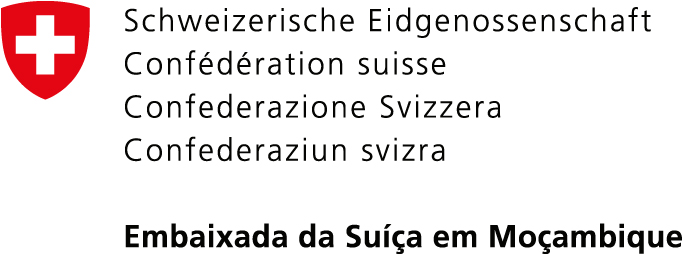 Schweizerische Eidgenossenschaft
Confédération suisse
Confederazione Svizzera
Confederaziun svizra
Embaixada da Suíça em Moçambique